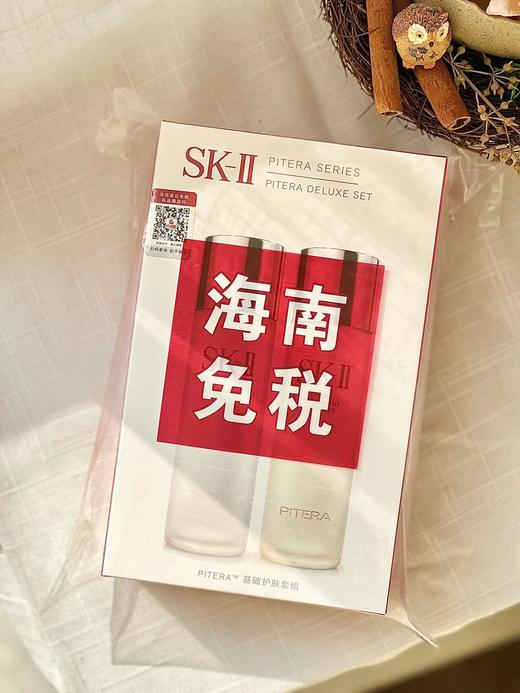 SK-II
PITERA SERIES
PITERA DELUXE SET
海南
免税
SK-II
SK-II
PITERA
PITERA™ 基础护肤套组